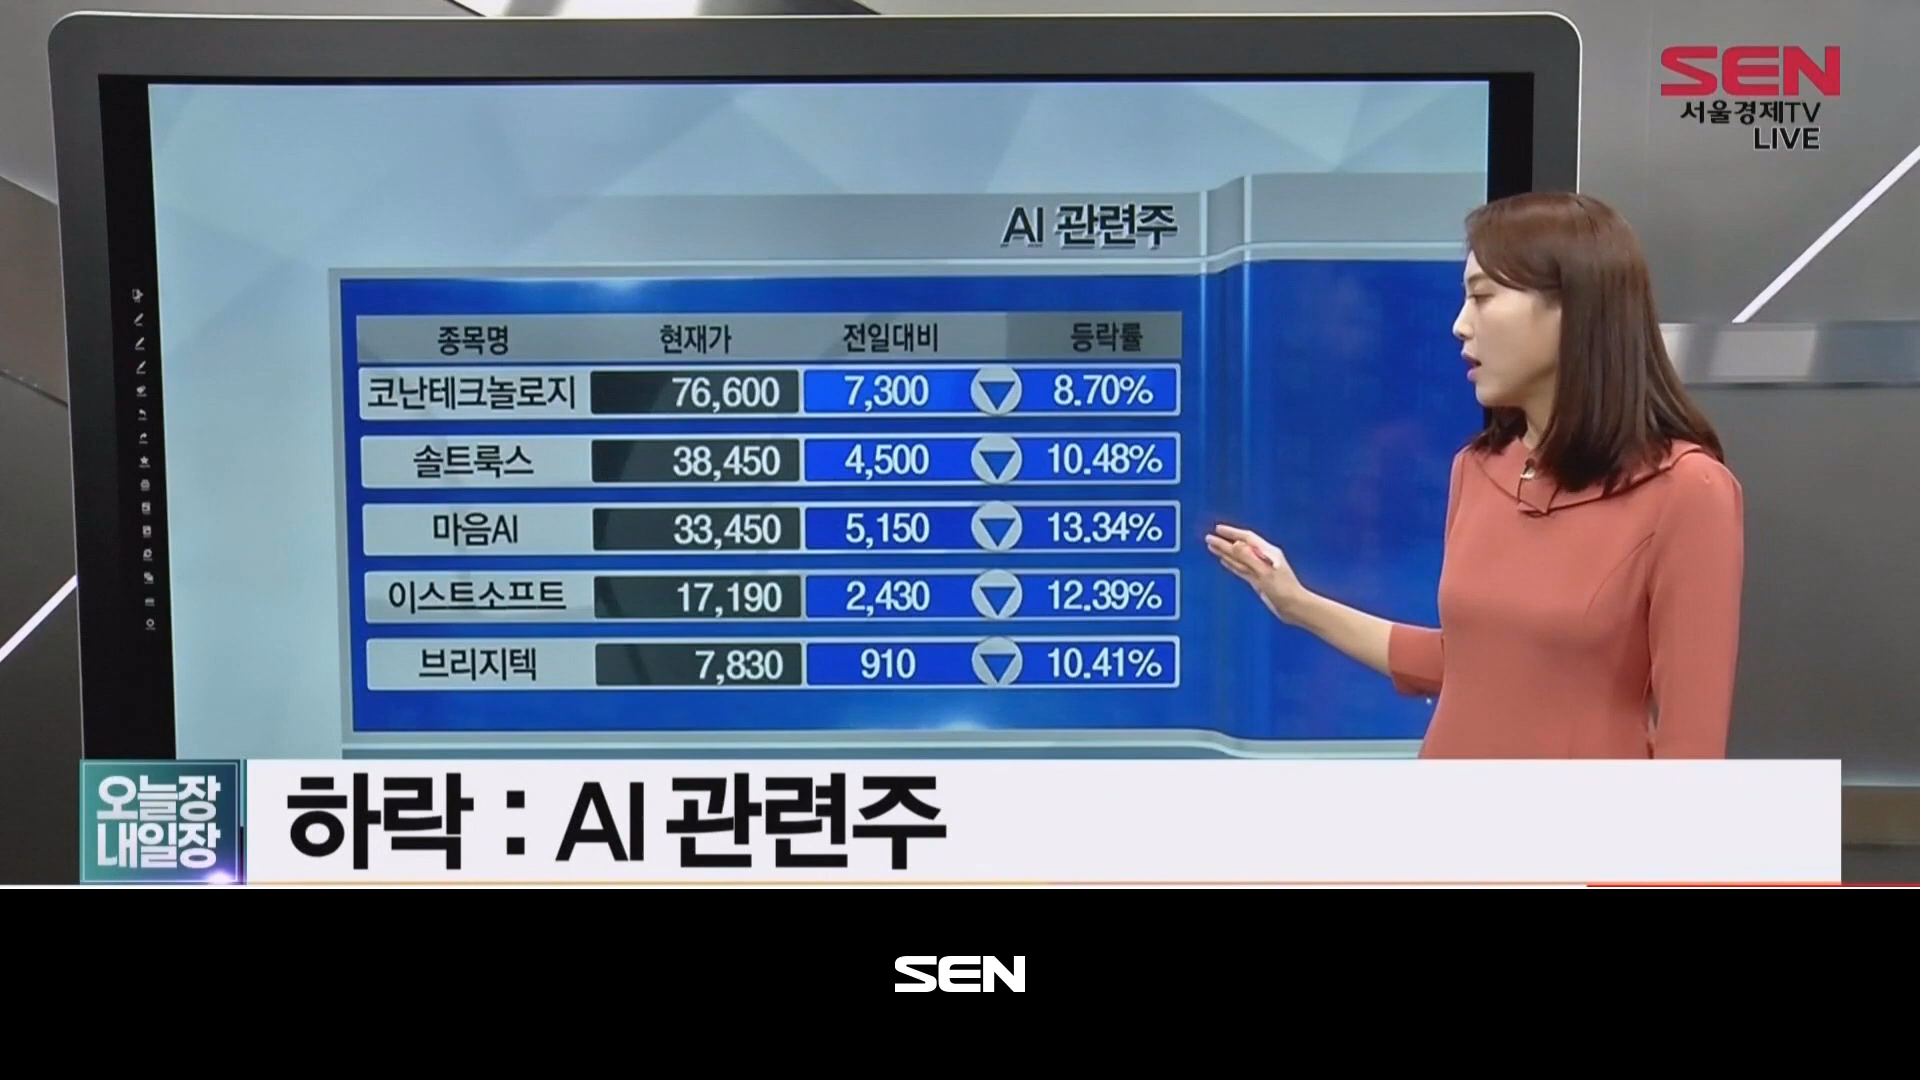 SEN
서울경제TV
LIVE
AI 관련주
종목명 현재가 전일대비 등락률
코난테크놀로지 76,600 7,300 ▼ 8.70%
솔트룩스 38,450 4,500 ▼ 10.48%
마음AI 33,450 5,150 ▼ 13.34%
이스트소프트 17,190 2,430 ▼ 12.39%
브리지텍 7,830 910 ▼ 10.41%
오늘장
내일장
하락 : AI 관련주
SEN